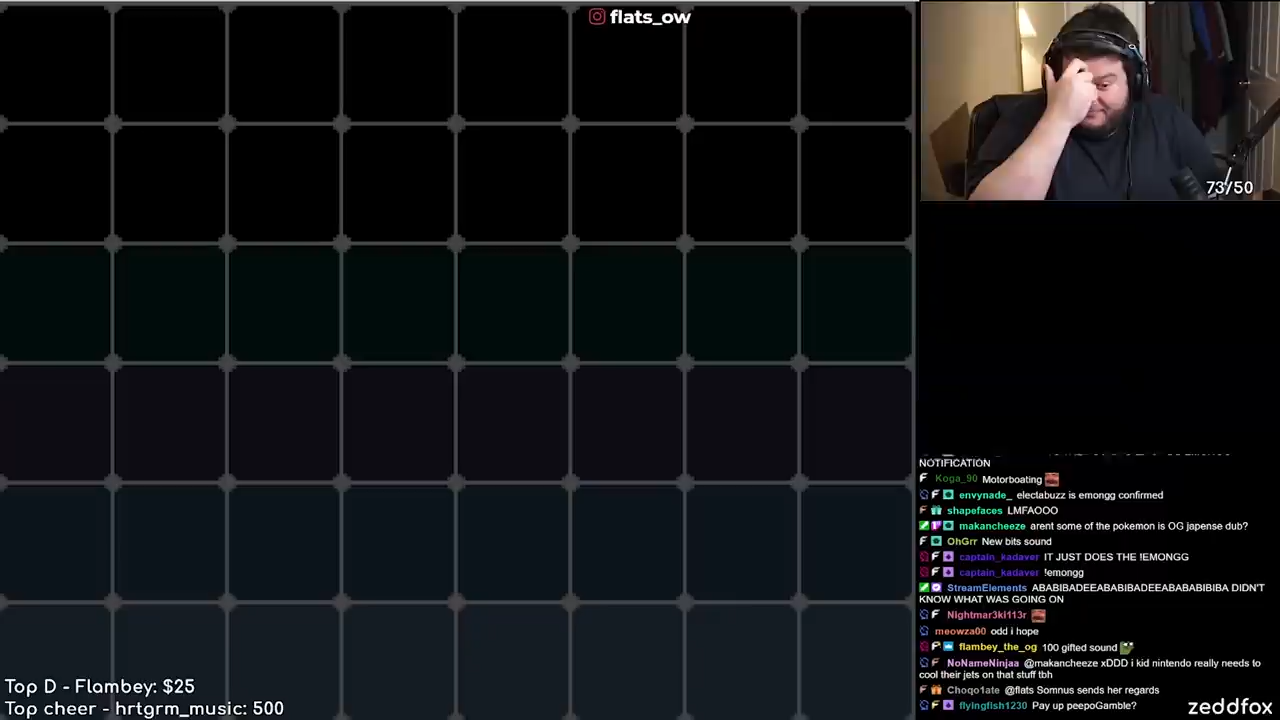 flats_ow
73/50
NOTIFICATION
Koga_90 Motorboating
envynade_ electabuzz is emongg confirmed
shapefaces LMFAOOO
makancheeze arent some of the pokemon is OG japense dub?
OhGrr New bits sound
captain_kadaver IT JUST DOES THE !EMONGG
captain_kadaver !emongg
StreamElements ABABIBADEEABABIBADEEABABABIBIBA DIDN'T
KNOW WHAT WAS GOING ON
Nightmar3ki113r
meowza00 odd i hope
flambey_the_og 100 gifted sound
NoNameNinjaa @makancheeze xDDD i kid nintendo really needs to
cool their jets on that stuff tbh
Choqo1ate @flats Somnus sends her regards
flyingfish1230 Pay up peepoGamble?
Top D - Flambey: $25
Top cheer - hrtgrm_music: 500
zeddfox